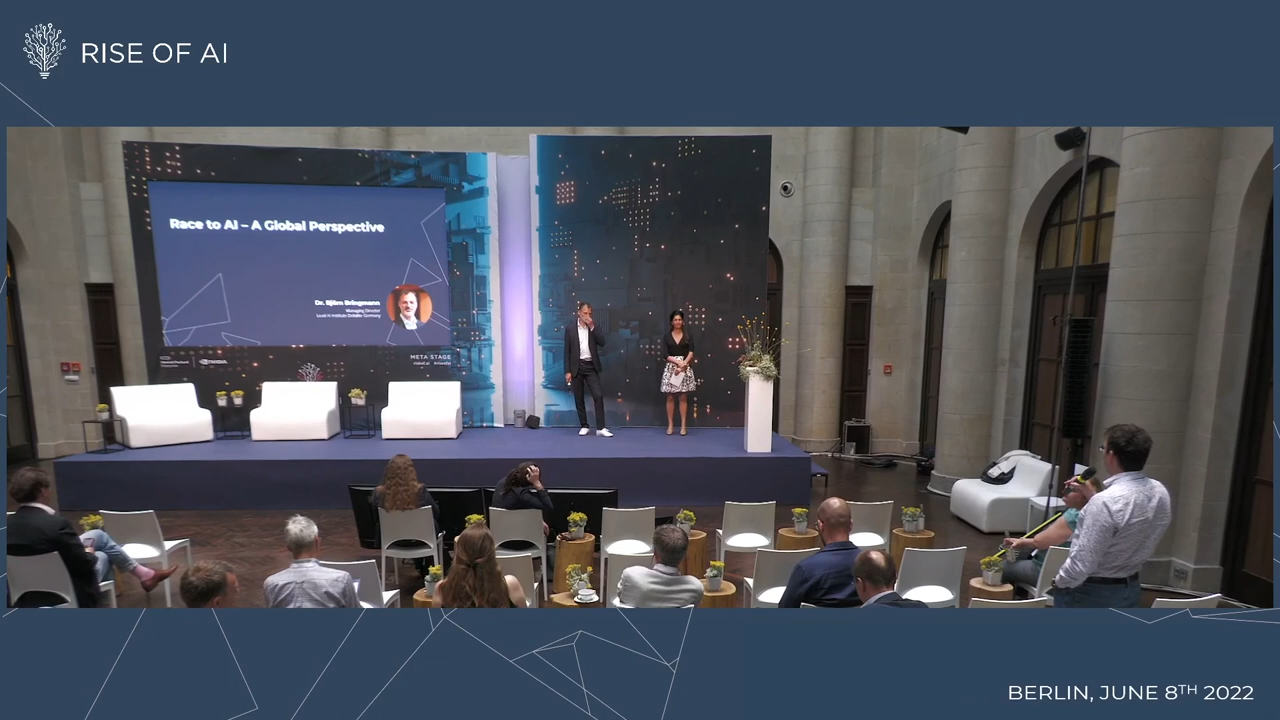 RISE OF AI
Race to AI – A Global Perspective
Dr. Björn Bringmann
Managing Director
META STAGE
NVIDIA
BERLIN, JUNE 8TH 2022